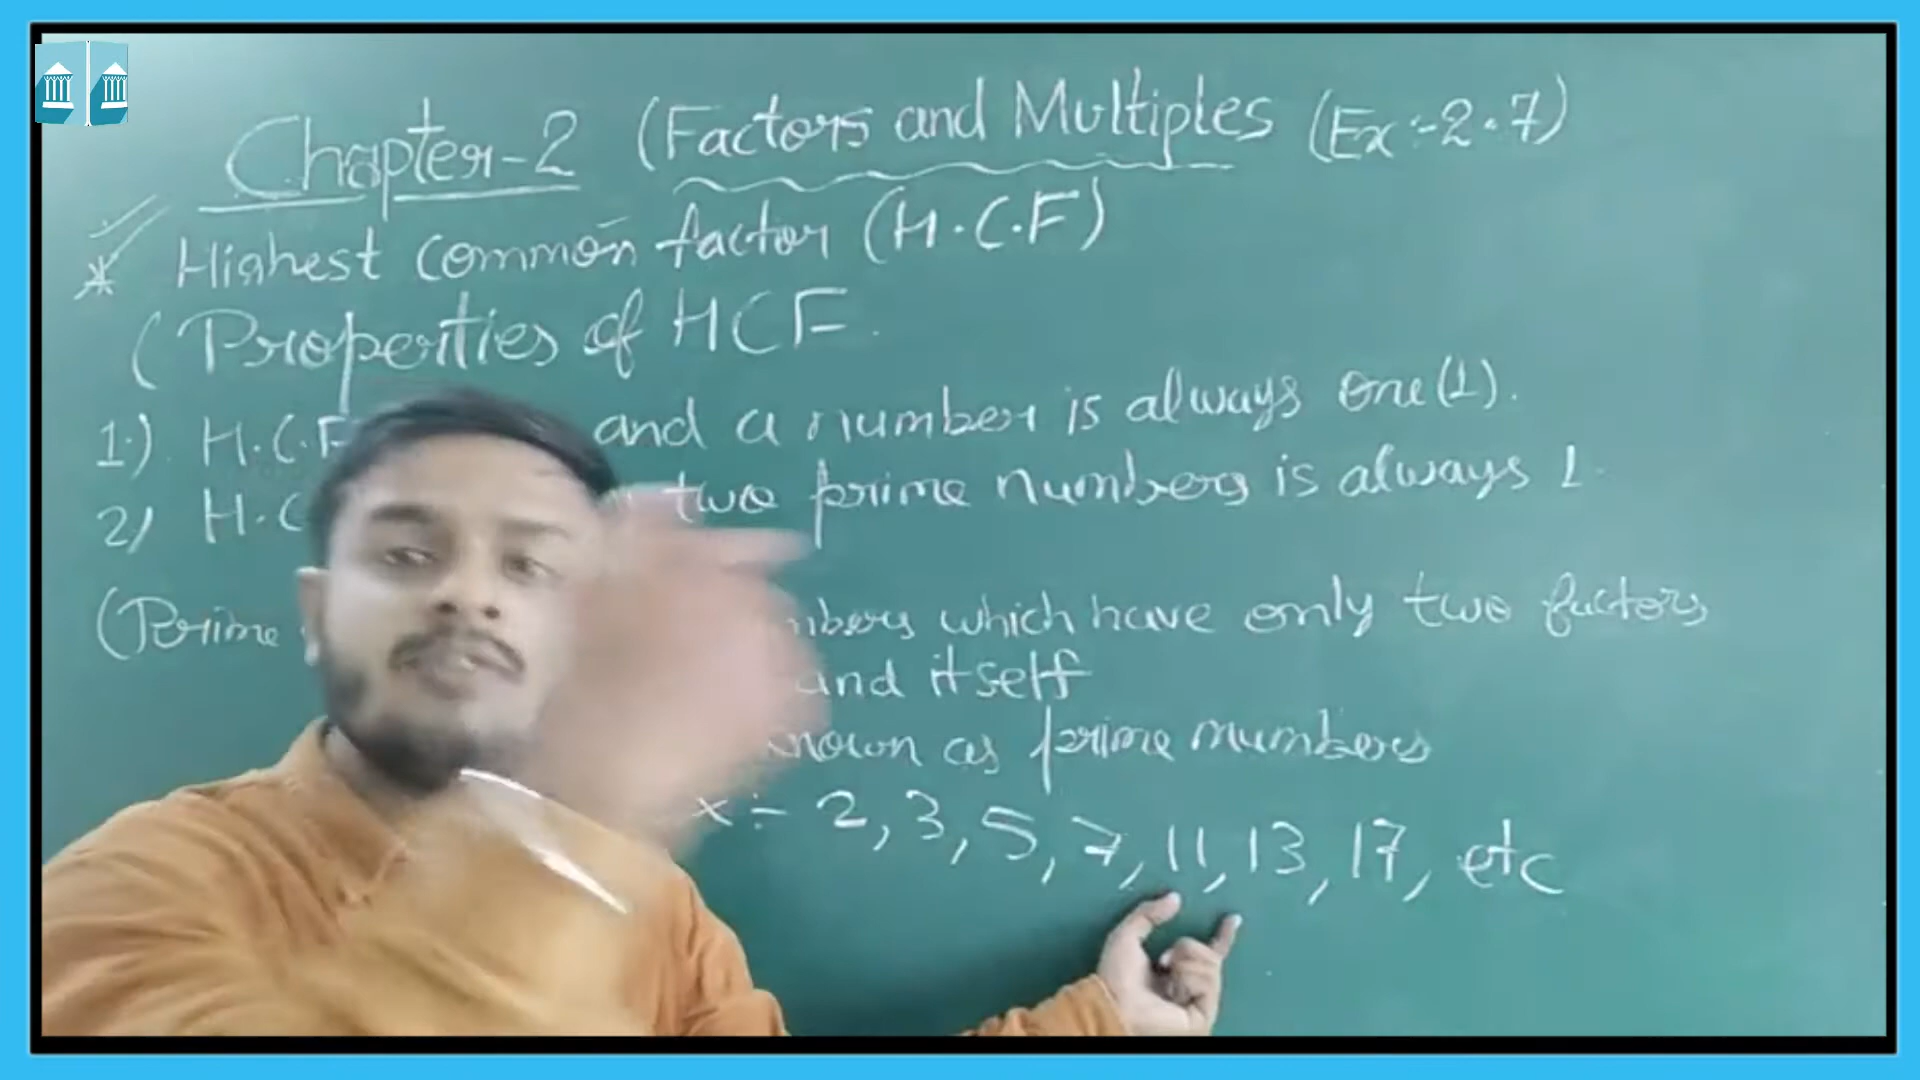 Chapter-2 (Factors and Multiples (Ex:-2.7)
* Highest common factor (H.C.F)
(Properties of HCF.
1.) H.C.F and a number is always one(1).
2) H.C two prime numbers is always 1.
(Prime which have only two factors
and itself
known as prime numbers
x:- 2, 3, 5, 7, 11, 13, 17, etc